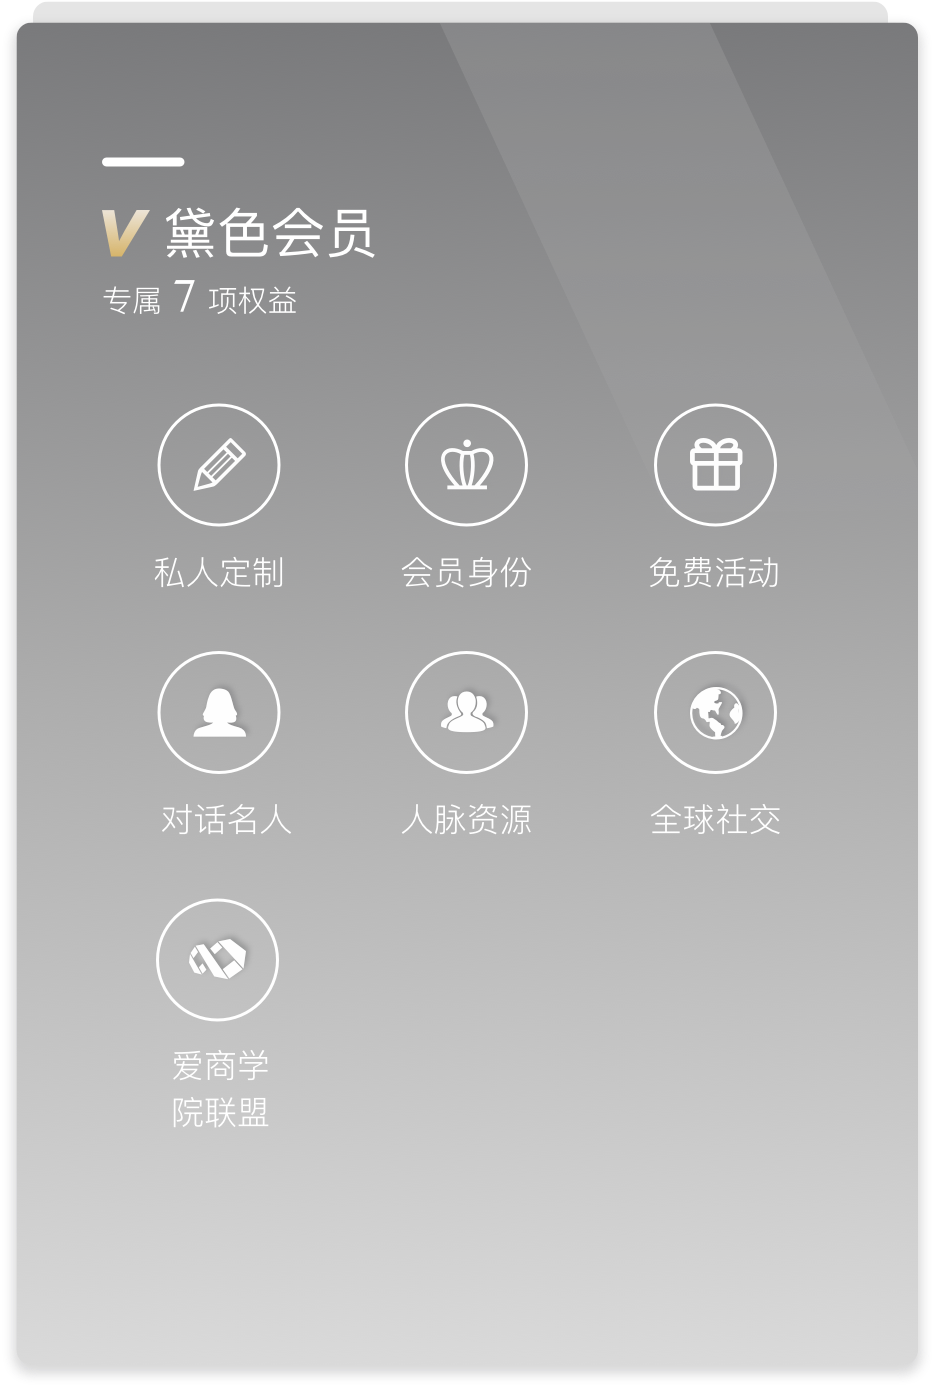 V 黛色会员
专属 7 项权益
私人定制 会员身份 免费活动
对话名人 人脉资源 全球社交
爱商学
院联盟